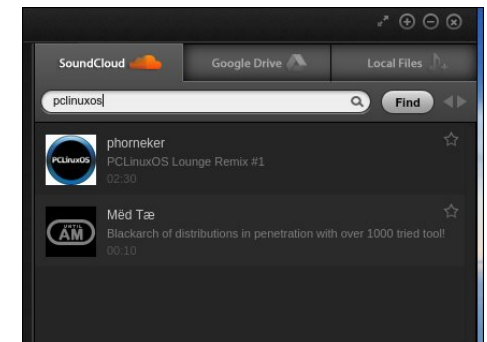 SoundCloud Google Drive Local Files
pclinuxos Find
PCLinuxOS
phorneker
PCLinuxOS Lounge Remix #1
02:30
UNTIL
AM
Mëd Tæ
Blackarch of distributions in penetration with over 1000 tried tool!
00:10